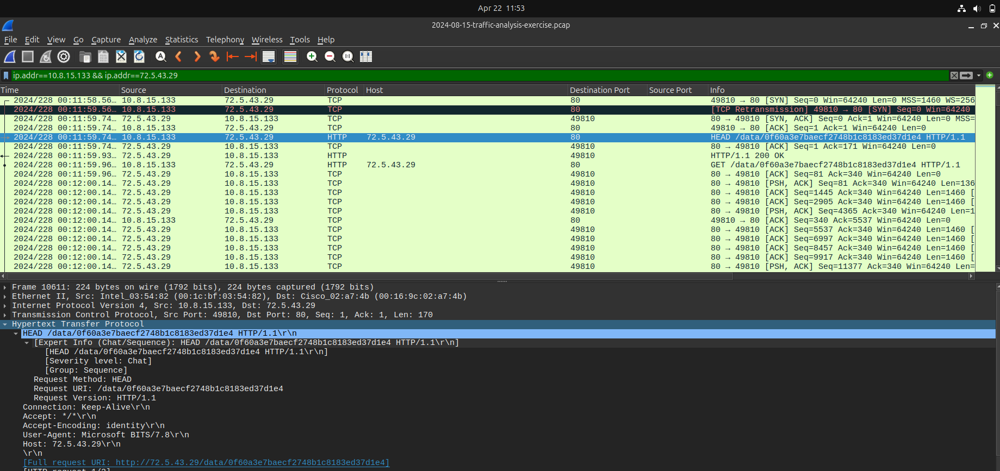 Apr 22 11:53
2024-08-15-traffic-analysis-exercise.pcap
File Edit View Go Capture Analyze Statistics Telephony Wireless Tools Help
ip.addr==10.8.15.133 && ip.addr==72.5.43.29
Time Source Destination Protocol Host Destination Port Source Port Info
2024/228 00:11:58.56… 10.8.15.133 72.5.43.29 TCP 80 49810 → 80 [SYN] Seq=0 Win=64240 Len=0 MSS=1460 WS=256
2024/228 00:11:59.56… 10.8.15.133 72.5.43.29 TCP 80 [TCP Retransmission] 49810 → 80 [SYN] Seq=0 Win=64240
2024/228 00:11:59.74… 72.5.43.29 10.8.15.133 TCP 49810 80 → 49810 [SYN, ACK] Seq=0 Ack=1 Win=64240 Len=0 MSS=
2024/228 00:11:59.74… 10.8.15.133 72.5.43.29 TCP 80 49810 → 80 [ACK] Seq=1 Ack=1 Win=64240 Len=0
2024/228 00:11:59.74… 10.8.15.133 72.5.43.29 HTTP 72.5.43.29 80 HEAD /data/0f60a3e7baecf2748b1c8183ed37d1e4 HTTP/1.1
2024/228 00:11:59.74… 72.5.43.29 10.8.15.133 TCP 49810 80 → 49810 [ACK] Seq=1 Ack=171 Win=64240 Len=0
2024/228 00:11:59.93… 72.5.43.29 10.8.15.133 HTTP 49810 HTTP/1.1 200 OK
2024/228 00:11:59.96… 10.8.15.133 72.5.43.29 HTTP 72.5.43.29 80 GET /data/0f60a3e7baecf2748b1c8183ed37d1e4 HTTP/1.1
2024/228 00:11:59.96… 72.5.43.29 10.8.15.133 TCP 49810 80 → 49810 [ACK] Seq=81 Ack=340 Win=64240 Len=0
2024/228 00:12:00.14… 72.5.43.29 10.8.15.133 TCP 49810 80 → 49810 [PSH, ACK] Seq=81 Ack=340 Win=64240 Len=136
2024/228 00:12:00.14… 72.5.43.29 10.8.15.133 TCP 49810 80 → 49810 [ACK] Seq=1445 Ack=340 Win=64240 Len=1460 [
2024/228 00:12:00.14… 72.5.43.29 10.8.15.133 TCP 49810 80 → 49810 [ACK] Seq=2905 Ack=340 Win=64240 Len=1460 [
2024/228 00:12:00.14… 72.5.43.29 10.8.15.133 TCP 49810 80 → 49810 [PSH, ACK] Seq=4365 Ack=340 Win=64240 Len=1
2024/228 00:12:00.14… 10.8.15.133 72.5.43.29 TCP 80 49810 → 80 [ACK] Seq=340 Ack=5537 Win=64240 Len=0
2024/228 00:12:00.14… 72.5.43.29 10.8.15.133 TCP 49810 80 → 49810 [ACK] Seq=5537 Ack=340 Win=64240 Len=1460 [
2024/228 00:12:00.14… 72.5.43.29 10.8.15.133 TCP 49810 80 → 49810 [ACK] Seq=6997 Ack=340 Win=64240 Len=1460 [
2024/228 00:12:00.14… 72.5.43.29 10.8.15.133 TCP 49810 80 → 49810 [ACK] Seq=8457 Ack=340 Win=64240 Len=1460 [
2024/228 00:12:00.14… 72.5.43.29 10.8.15.133 TCP 49810 80 → 49810 [ACK] Seq=9917 Ack=340 Win=64240 Len=1460 [
2024/228 00:12:00.14… 72.5.43.29 10.8.15.133 TCP 49810 80 → 49810 [PSH, ACK] Seq=11377 Ack=340 Win=64240 Len=
Frame 10611: 224 bytes on wire (1792 bits), 224 bytes captured (1792 bits)
Ethernet II, Src: Intel_03:54:82 (00:1c:bf:03:54:82), Dst: Cisco_02:a7:4b (00:16:9c:02:a7:4b)
Internet Protocol Version 4, Src: 10.8.15.133, Dst: 72.5.43.29
Transmission Control Protocol, Src Port: 49810, Dst Port: 80, Seq: 1, Ack: 1, Len: 170
Hypertext Transfer Protocol
HEAD /data/0f60a3e7baecf2748b1c8183ed37d1e4 HTTP/1.1\r\n
[Expert Info (Chat/Sequence): HEAD /data/0f60a3e7baecf2748b1c8183ed37d1e4 HTTP/1.1\r\n]
[HEAD /data/0f60a3e7baecf2748b1c8183ed37d1e4 HTTP/1.1\r\n]
[Severity level: Chat]
[Group: Sequence]
Request Method: HEAD
Request URI: /data/0f60a3e7baecf2748b1c8183ed37d1e4
Request Version: HTTP/1.1
Connection: Keep-Alive\r\n
Accept: */*\r\n
Accept-Encoding: identity\r\n
User-Agent: Microsoft BITS/7.8\r\n
Host: 72.5.43.29\r\n
\r\n
[Full request URI: http://72.5.43.29/data/0f60a3e7baecf2748b1c8183ed37d1e4]
[HTTP request 1/2]